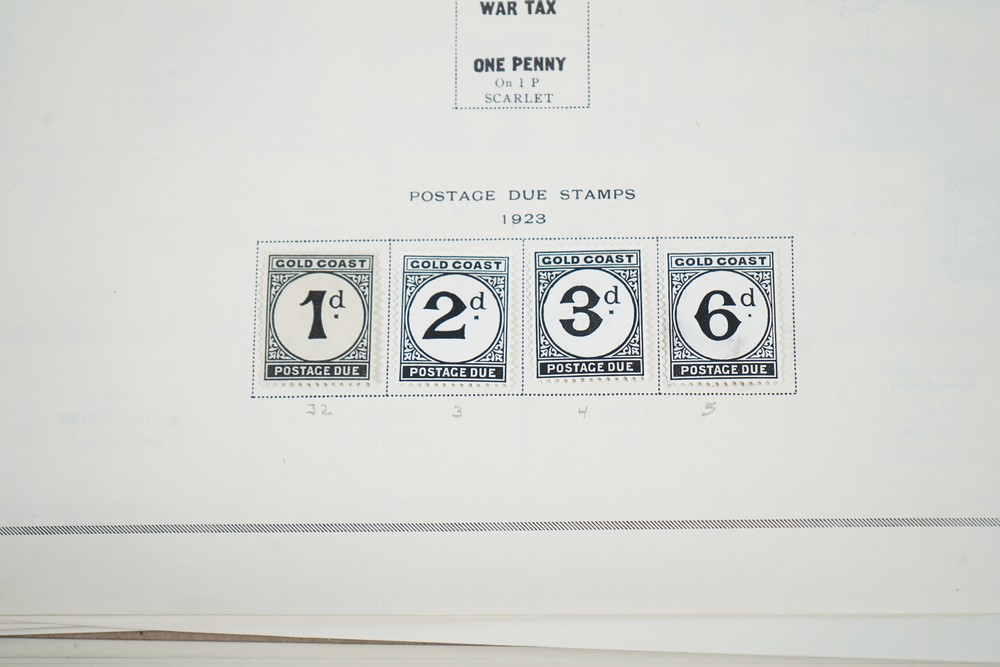 WAR TAX
ONE PENNY
On 1 P
SCARLET
POSTAGE DUE STAMPS
1923
GOLD COAST
1d.
POSTAGE DUE
GOLD COAST
2d.
POSTAGE DUE
GOLD COAST
3d.
POSTAGE DUE
GOLD COAST
6d.
POSTAGE DUE
J2 3 4 5